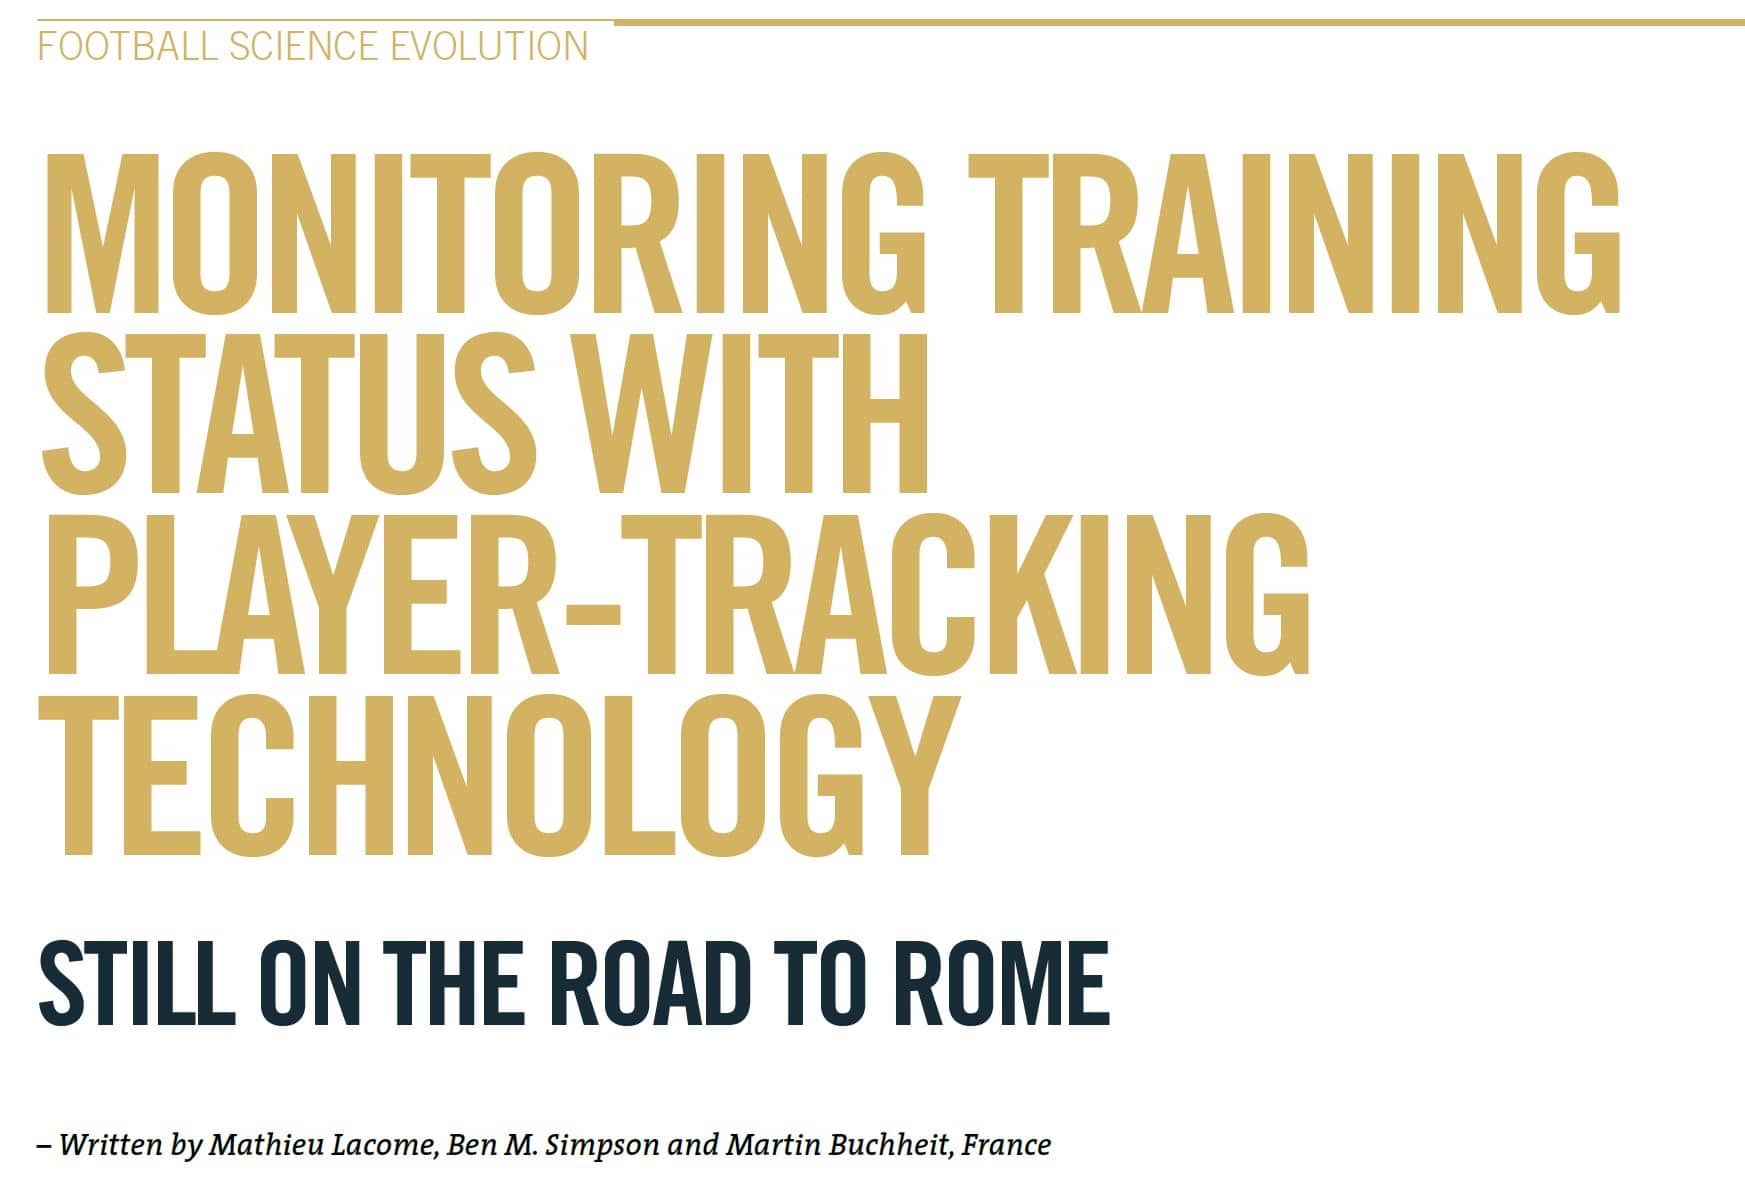 FOOTBALL SCIENCE EVOLUTION
MONITORING TRAINING
STATUS WITH
PLAYER-TRACKING
TECHNOLOGY
STILL ON THE ROAD TO ROME
– Written by Mathieu Lacome, Ben M. Simpson and Martin Buchheit, France